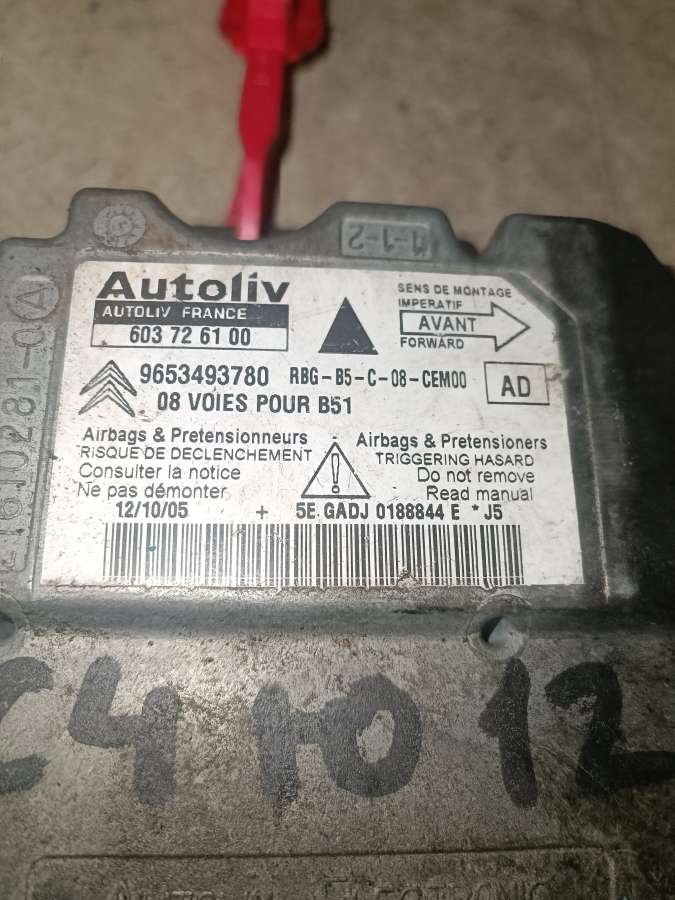 1-1-2
Autoliv
AUTOLIV FRANCE
603 72 61 00
SENS DE MONTAGE
IMPERATIF
AVANT
FORWARD
9653493780 RBG-B5-C-08-CEM00
AD
08 VOIES POUR B51
Airbags & Pretensionneurs
RISQUE DE DECLENCHEMENT
Consulter la notice
Ne pas démonter
Airbags & Pretensioners
TRIGGERING HASARD
Do not remove
Read manual
12/10/05 + 5E GADJ 0188844 E * J5
C4 10 12